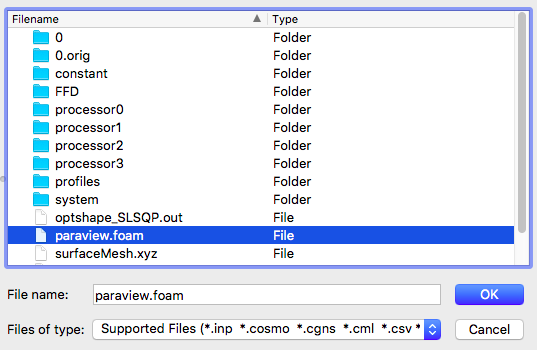 Filename Type
0 Folder
0.orig Folder
constant Folder
FFD Folder
processor0 Folder
processor1 Folder
processor2 Folder
processor3 Folder
profiles Folder
system Folder
optshape_SLSQP.out File
paraview.foam File
surfaceMesh.xyz File
File name: paraview.foam OK
Files of type: Supported Files (*.inp *.cosmo *.cgns *.cml *.csv * Cancel